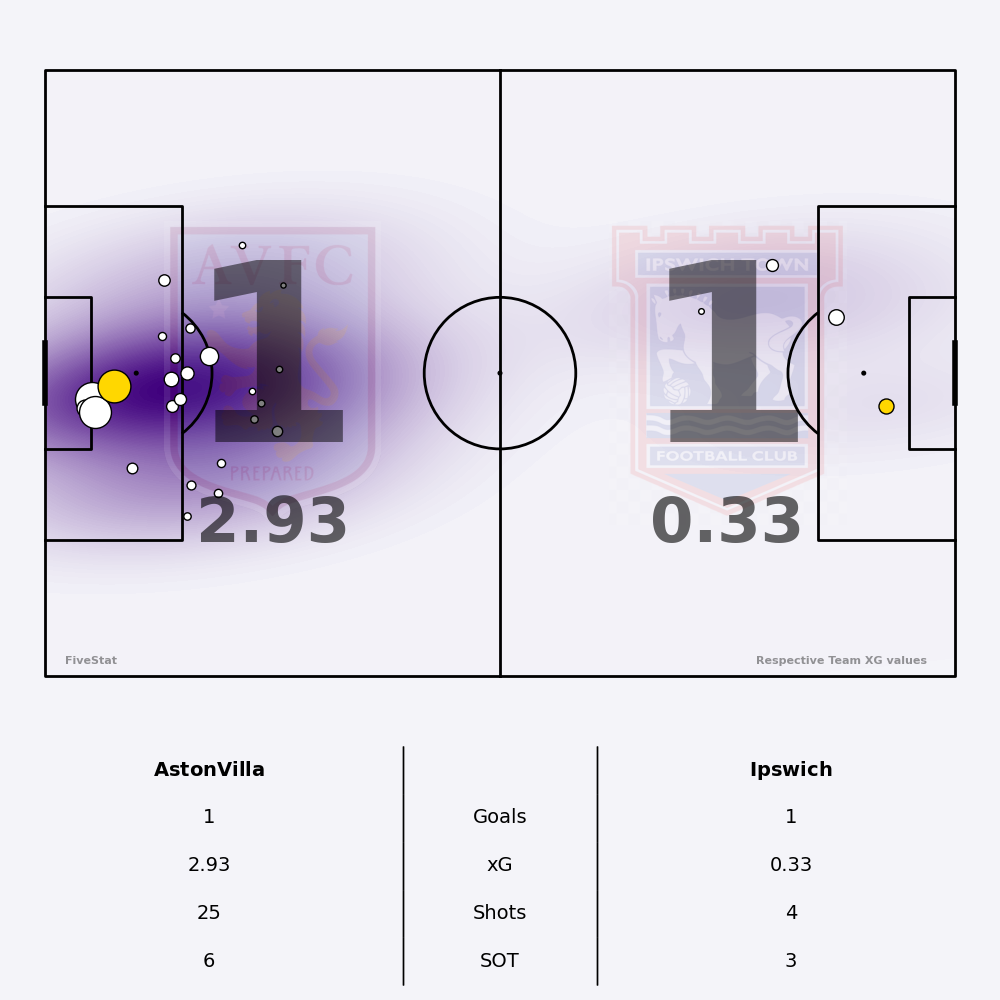 AVFC
IPSWICH TOWN
1
1
PREPARED
FOOTBALL CLUB
2.93
0.33
FiveStat
Respective Team XG values
AstonVilla
Ipswich
1
Goals
1
2.93
xG
0.33
25
Shots
4
6
SOT
3